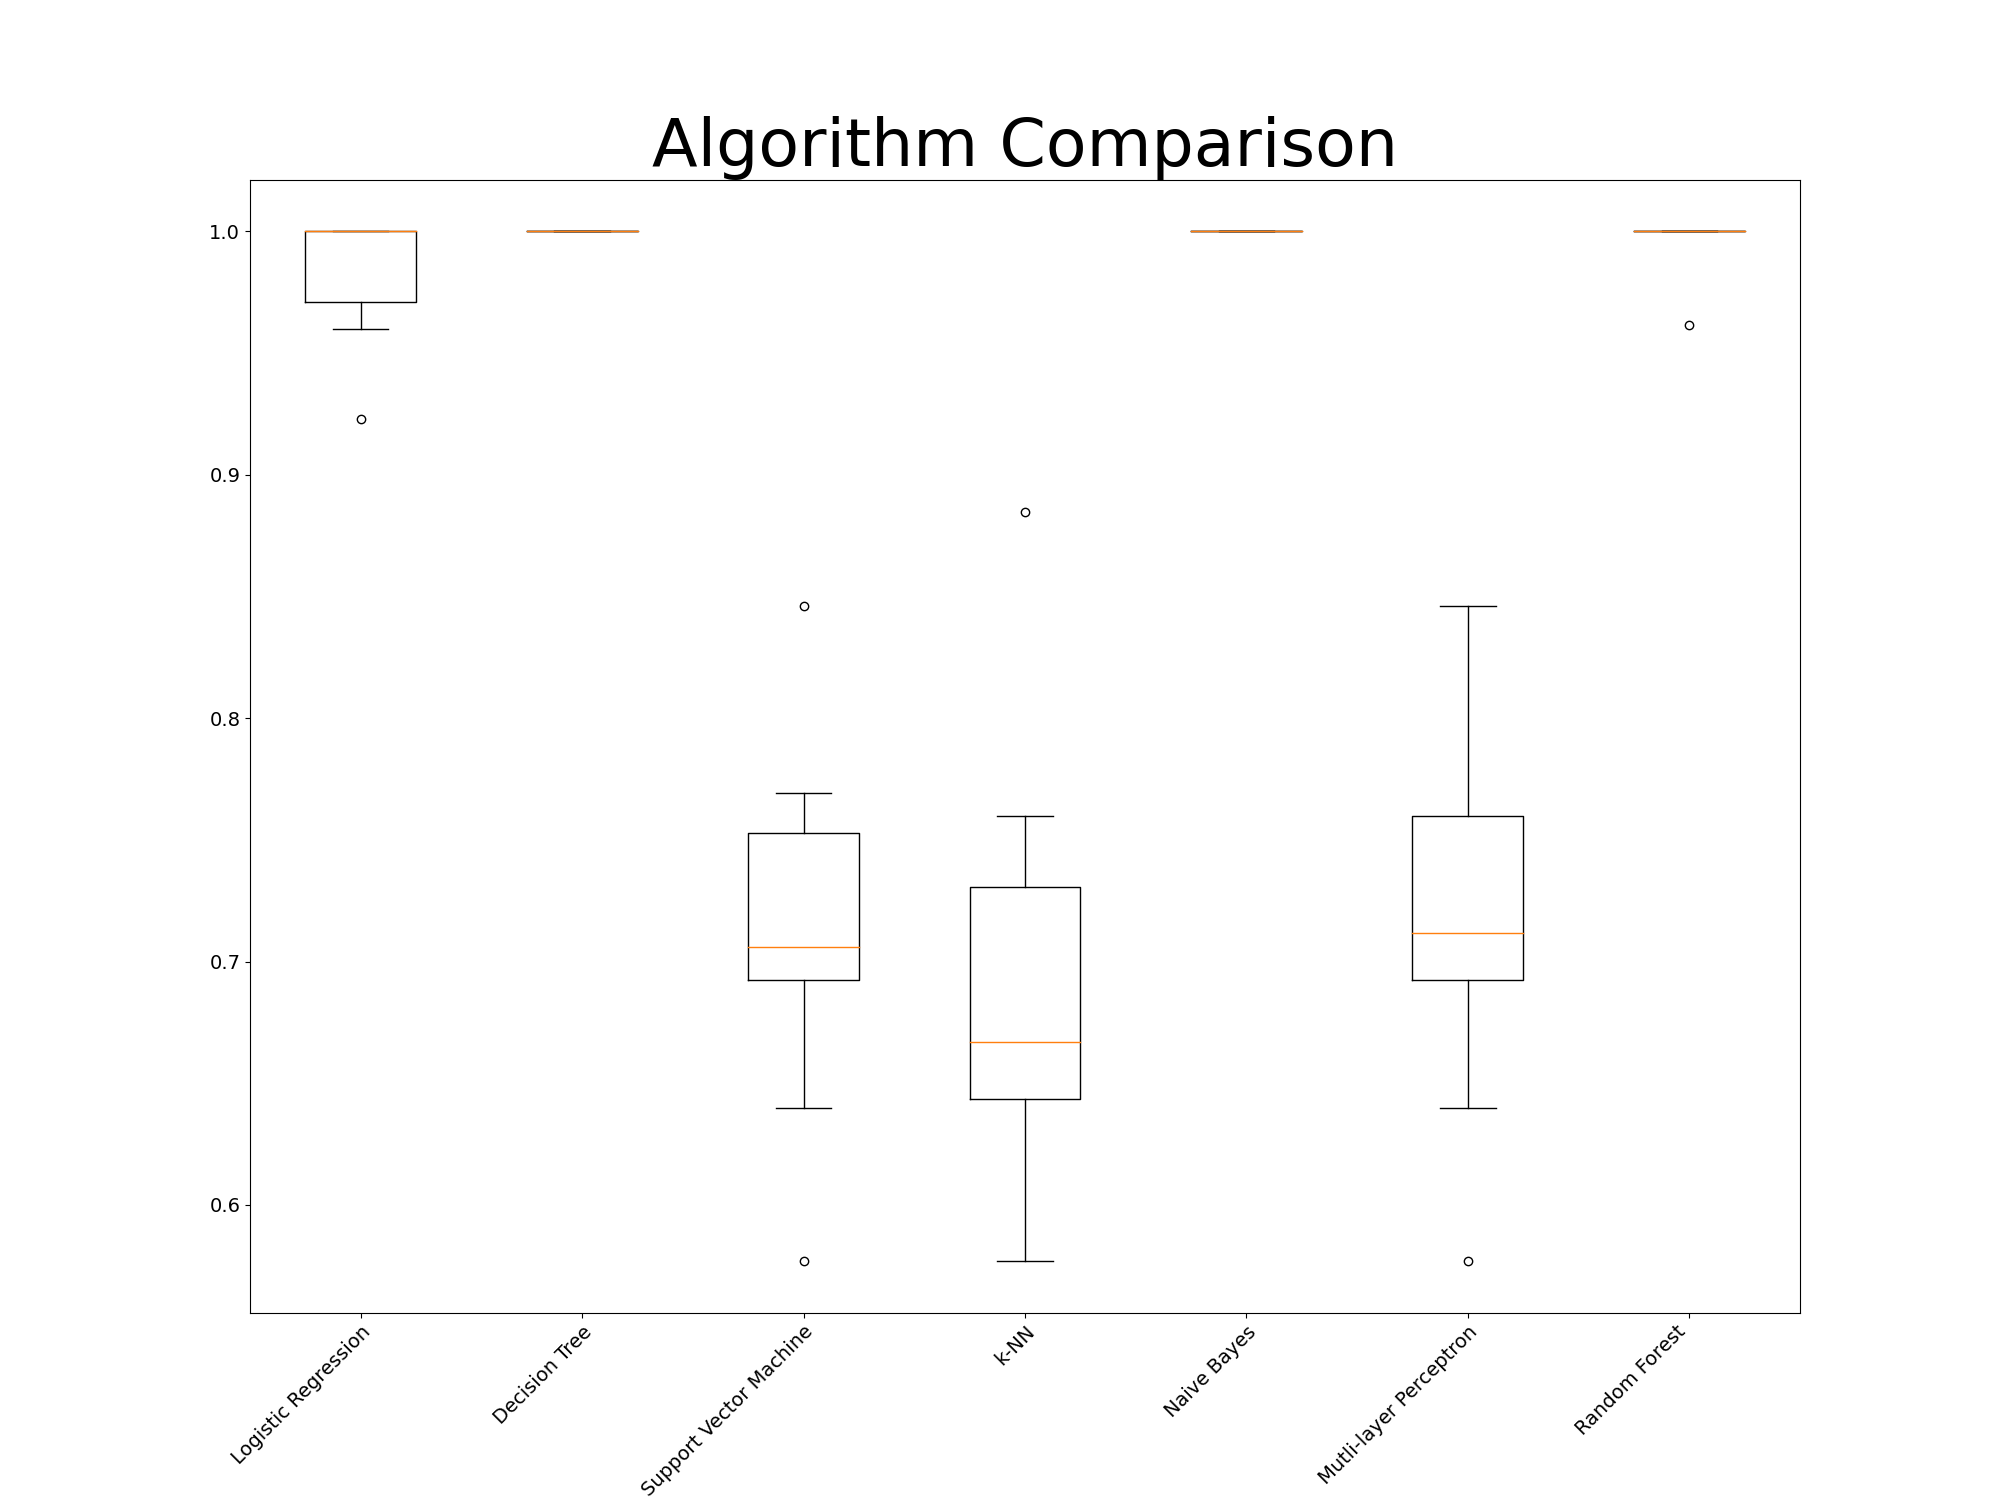 Algorithm Comparison
1.0
0.9
0.8
0.7
0.6
Logistic Regression
Decision Tree
Support Vector Machine
k-NN
Naive Bayes
Mutli-layer Perceptron
Random Forest